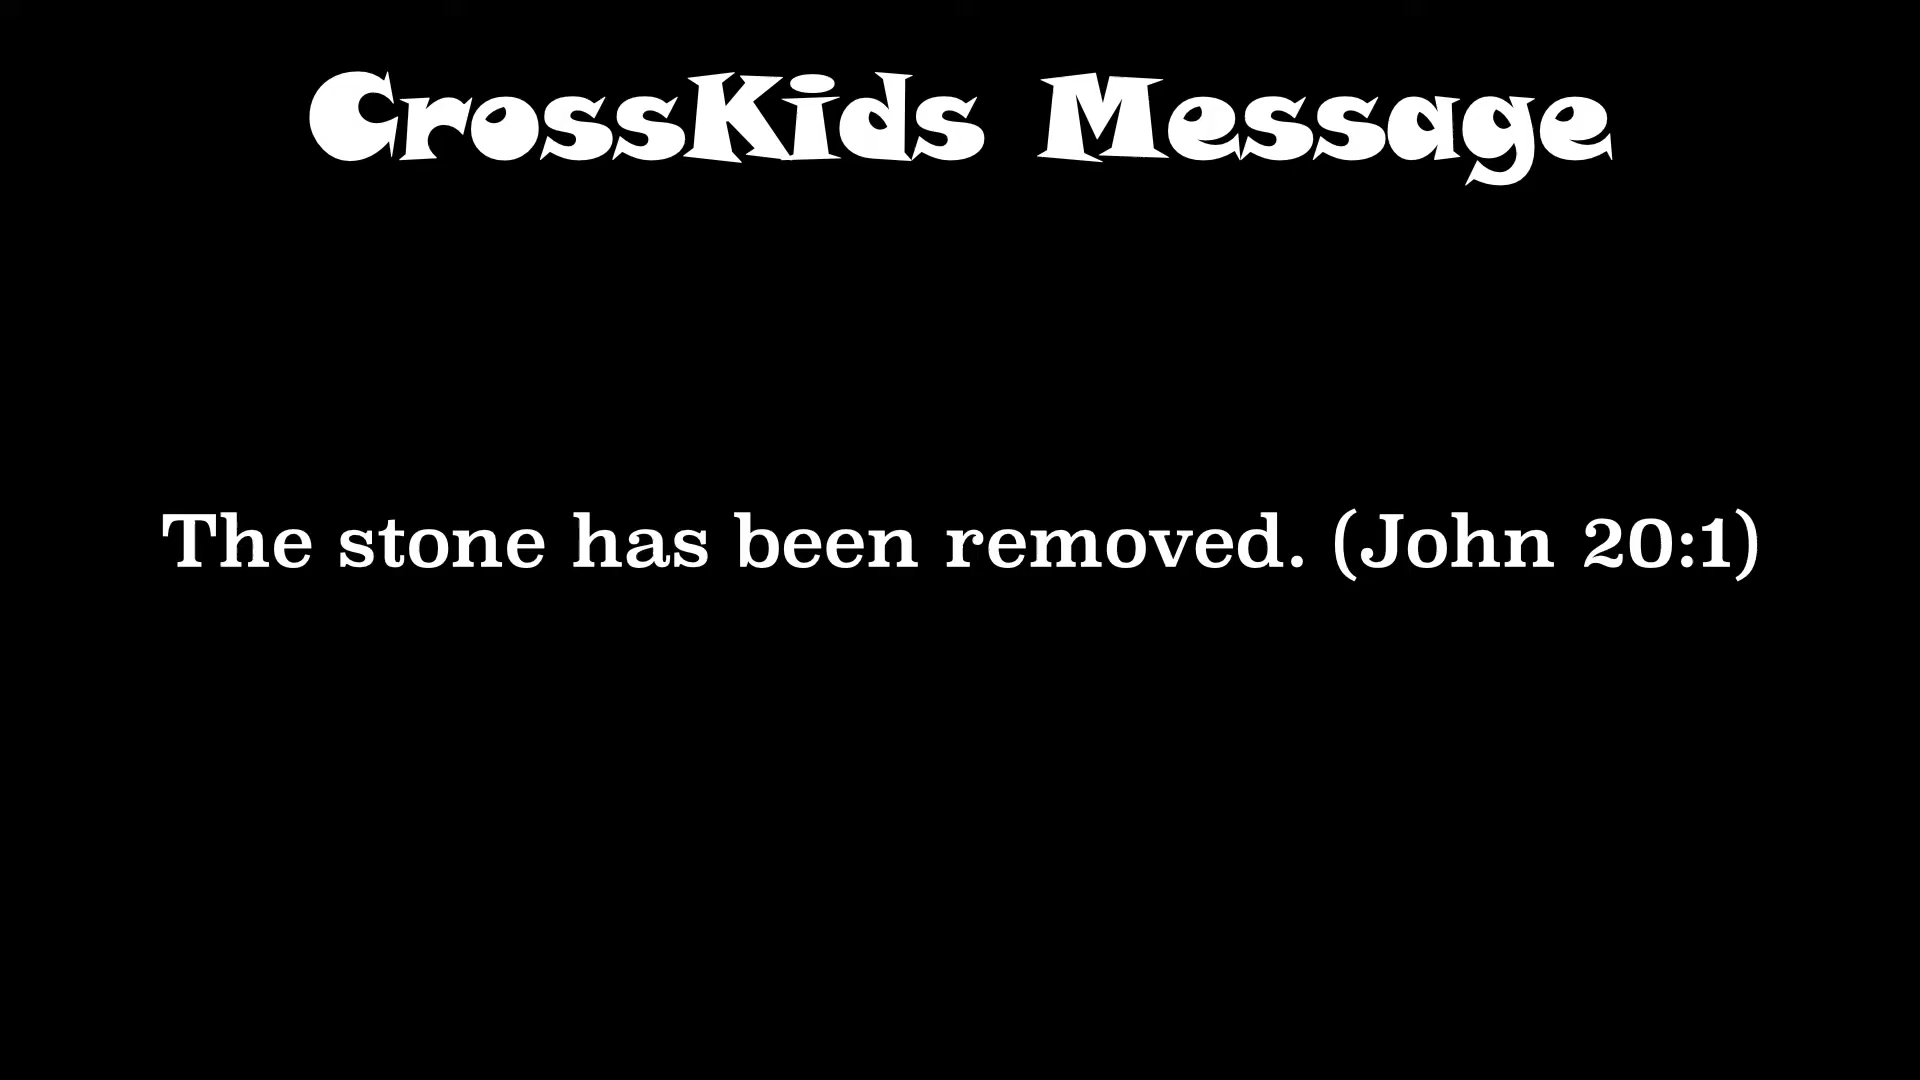 CrossKids Message
The stone has been removed. (John 20:1)